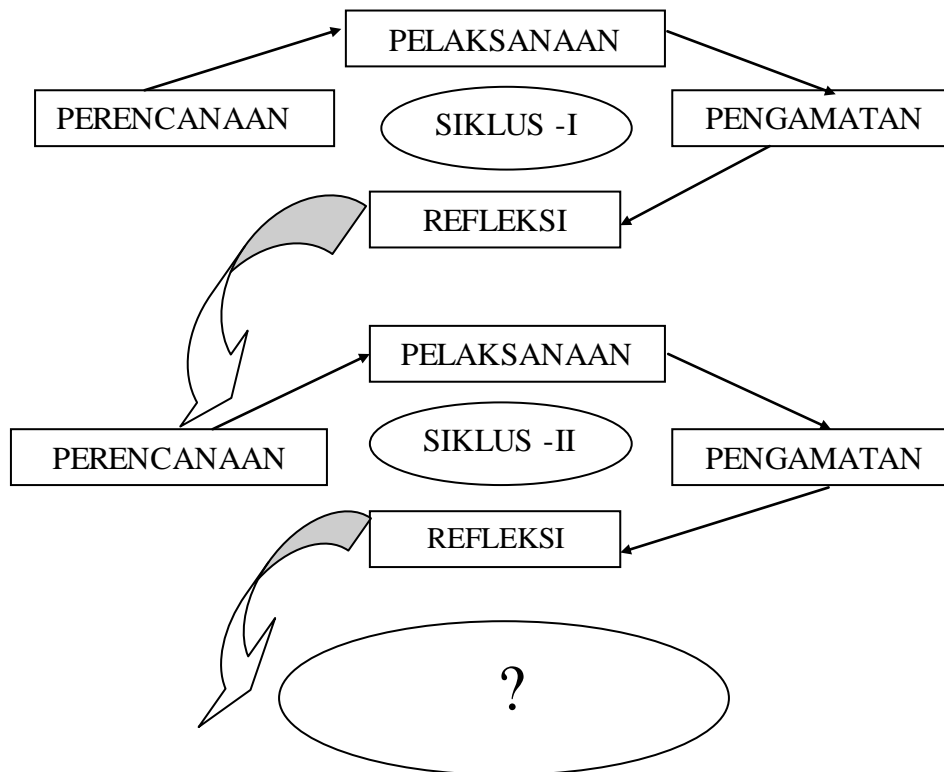 PELAKSANAAN
PERENCANAAN
SIKLUS -I
PENGAMATAN
REFLEKSI
PELAKSANAAN
PERENCANAAN
SIKLUS -II
PENGAMATAN
REFLEKSI
?